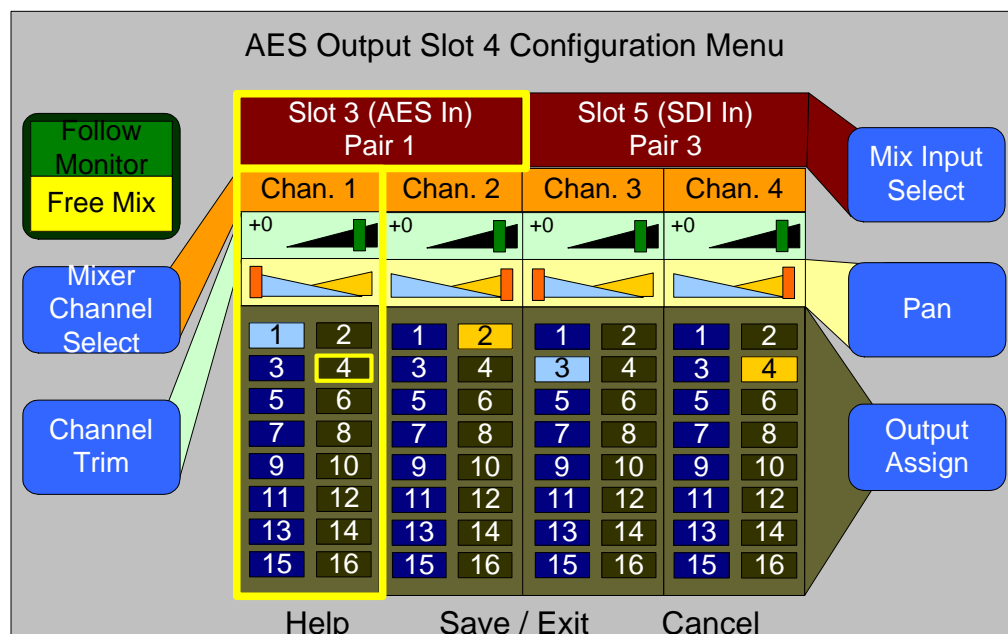 AES Output Slot 4 Configuration Menu
Follow
Monitor
Free Mix
Slot 3 (AES In)
Pair 1
Slot 5 (SDI In)
Pair 3
Mix Input
Select
Chan. 1
Chan. 2
Chan. 3
Chan. 4
+0
+0
+0
+0
Mixer
Channel
Select
Pan
Channel
Trim
Output
Assign
1 2 1 2 1 2 1 2
3 4 3 4 3 4 3 4
5 6 5 6 5 6 5 6
7 8 7 8 7 8 7 8
9 10 9 10 9 10 9 10
11 12 11 12 11 12 11 12
13 14 13 14 13 14 13 14
15 16 15 16 15 16 15 16
Help Save / Exit Cancel